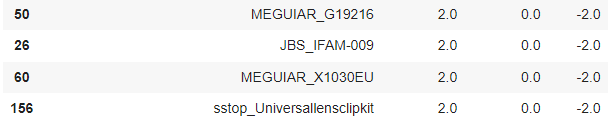 50 MEGUIAR_G19216 2.0 0.0 -2.0
26 JBS_IFAM-009 2.0 0.0 -2.0
60 MEGUIAR_X1030EU 2.0 0.0 -2.0
156 sstop_Universallensclipkit 2.0 0.0 -2.0